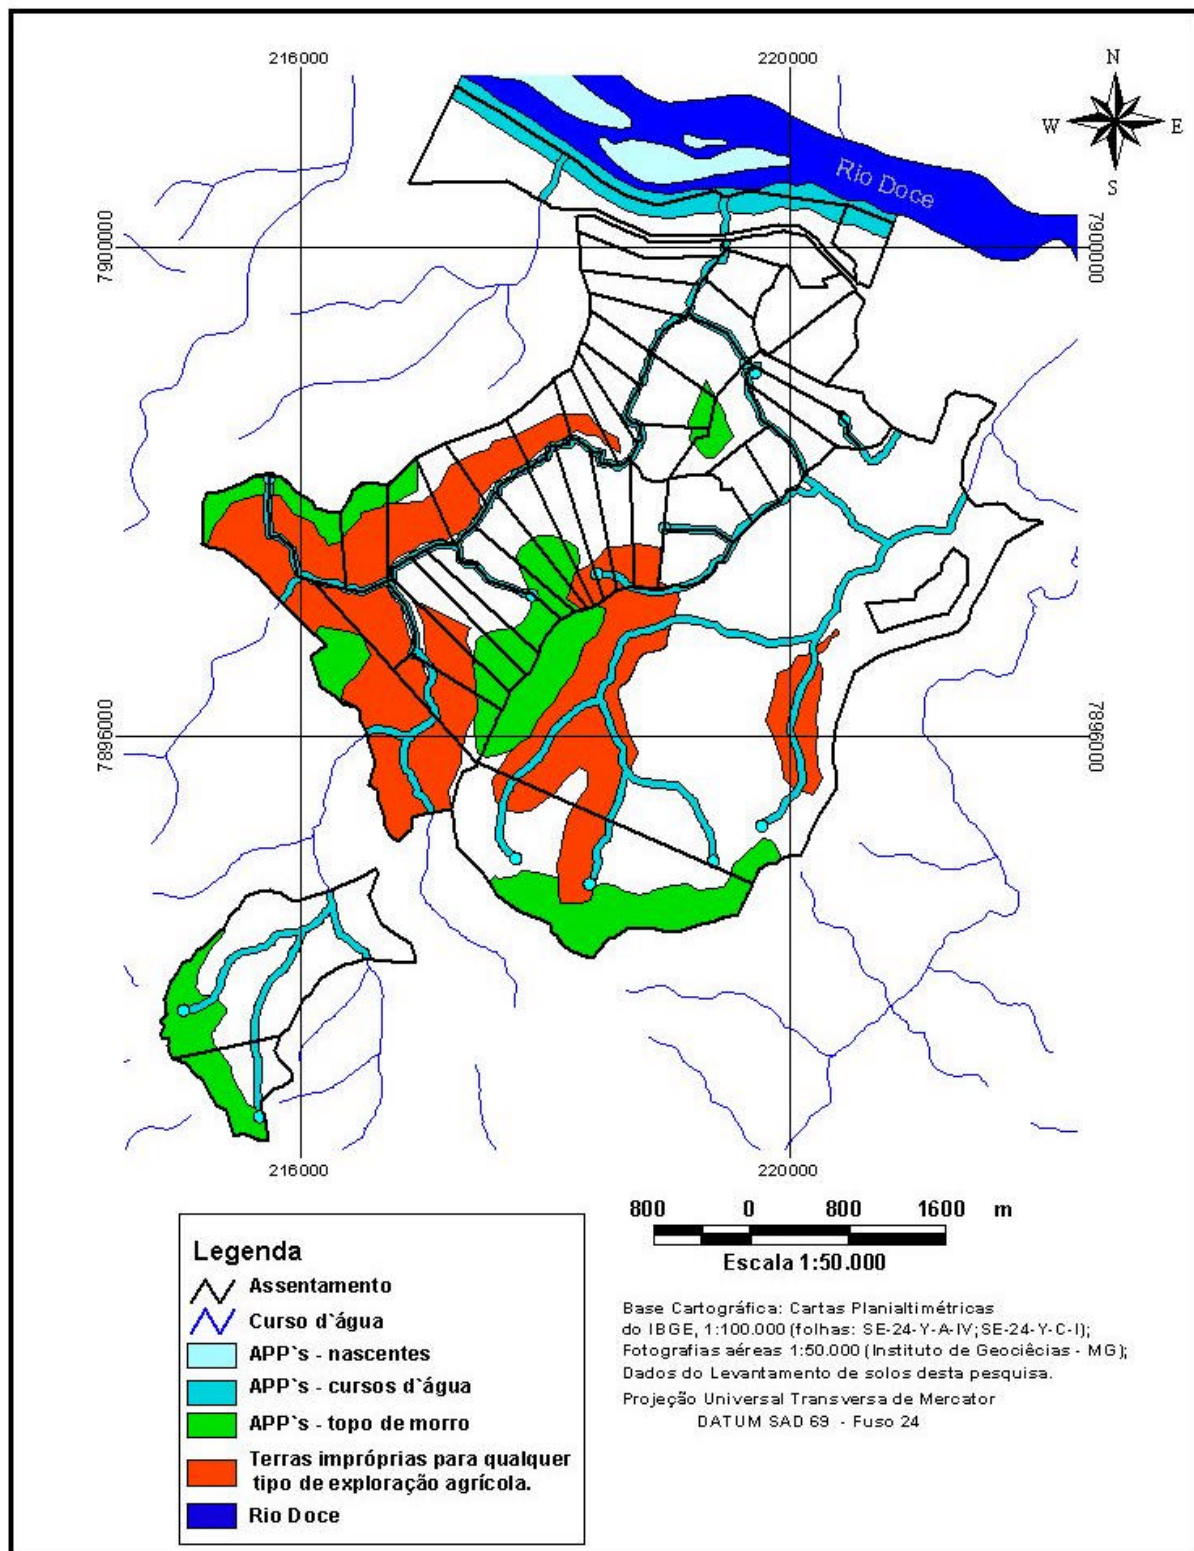 216000
220000
N
W
E
S
Rio Doce
7900000
7900000
7896000
7896000
216000
220000
800 0 800 1600 m
Escala 1:50.000
Legenda
Assentamento
Curso d`água
APP`s - nascentes
APP`s - cursos d`água
APP`s - topo de morro
Terras impróprias para qualquer
tipo de exploração agrícola.
Rio Doce
Base Cartográfica: Cartas Planialtimétricas
do IBGE, 1:100.000 (folhas: SE-24-Y-A-IV;SE-24-Y-C-I);
Fotografias aéreas 1:50.000 (Instituto de Geociêcias - MG);
Dados do Levantamento de solos desta pesquisa.
Projeção Universal Transversa de Mercator
DATUM SAD 69 - Fuso 24